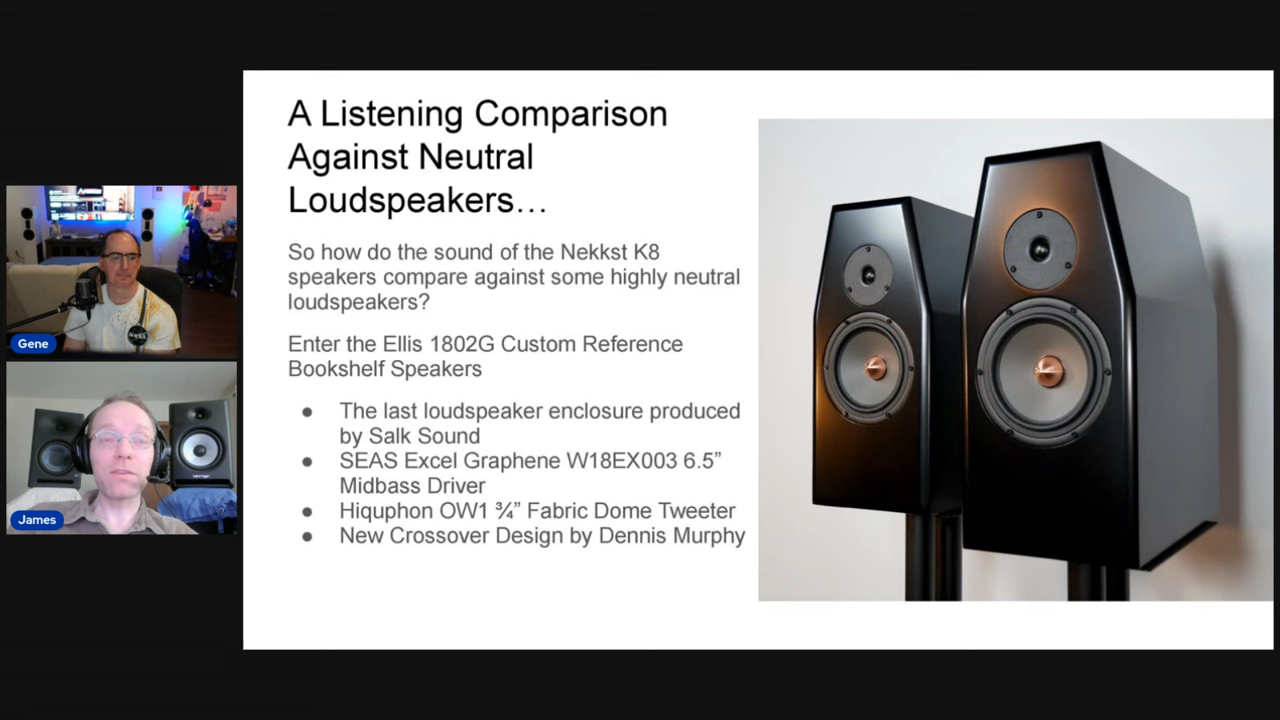 A Listening Comparison
Against Neutral
Loudspeakers…
So how do the sound of the Nekkst K8
speakers compare against some highly neutral
loudspeakers?
Enter the Ellis 1802G Custom Reference
Bookshelf Speakers
● The last loudspeaker enclosure produced
by Salk Sound
● SEAS Excel Graphene W18EX003 6.5”
Midbass Driver
● Hiquphon OW1 ¾” Fabric Dome Tweeter
● New Crossover Design by Dennis Murphy
Gene
James
behringer